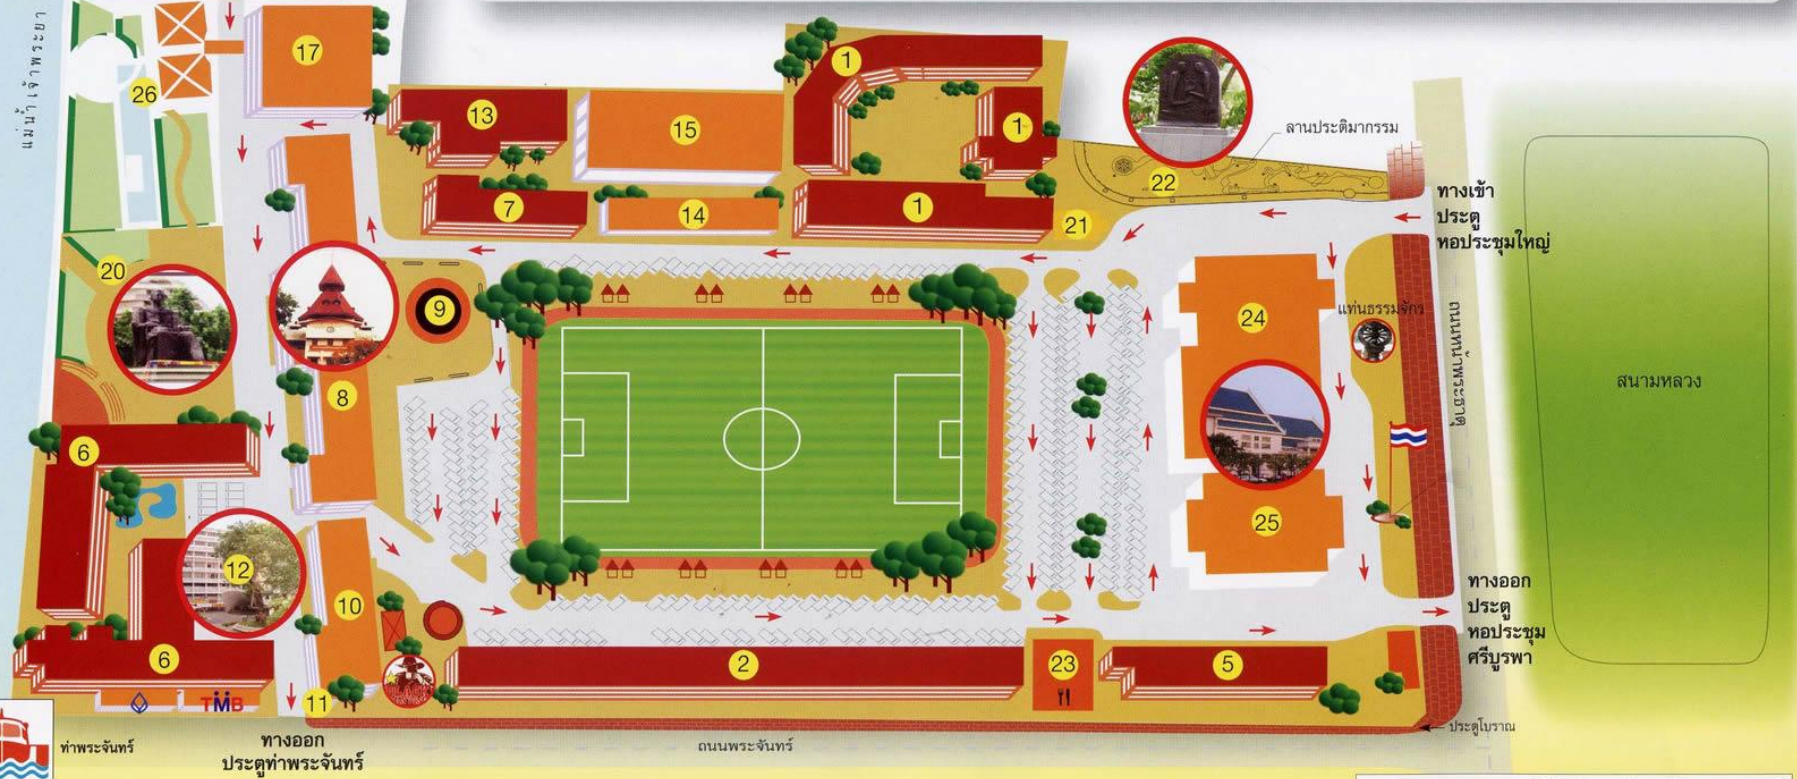 แม่น้ำเจ้าพระยา
17
26
13
15
1
1
ลานประติมากรรม
22
ทางเข้า
ประตู
หอประชุมใหญ่
7
14
1
21
20
9
24
แท่นธรรมจักร
ถนนหน้าพระธาตุ
สนามหลวง
8
6
25
12
10
ทางออก
ประตู
หอประชุม
ศรีบูรพา
6
2
23
5
TMB
11
ท่าพระจันทร์
ทางออก
ประตูท่าพระจันทร์
ถนนพระจันทร์
ประตูโบราณ